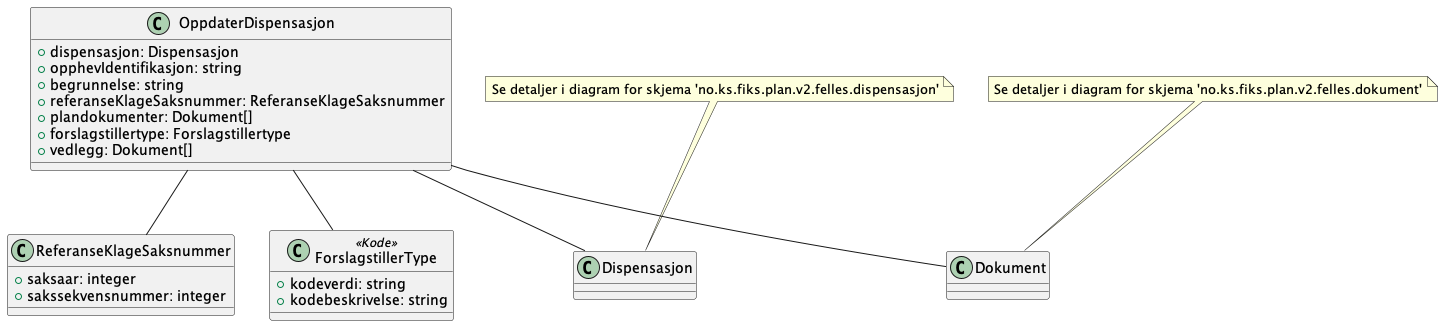 C OppdaterDispensasjon
dispensasjon: Dispensasjon
opphevIdentifikasjon: string
begrunnelse: string
referanseKlageSaksnummer: ReferanseKlageSaksnummer
plandokumenter: Dokument[]
forslagstillertype: Forslagstillertype
vedlegg: Dokument[]
Se detaljer i diagram for skjema 'no.ks.fiks.plan.v2.felles.dispensasjon'
Se detaljer i diagram for skjema 'no.ks.fiks.plan.v2.felles.dokument'
C ReferanseKlageSaksnummer
saksaar: integer
sakssekvensnummer: integer
C «Kode»
ForslagstillerType
kodeverdi: string
kodebeskrivelse: string
C Dispensasjon
C Dokument